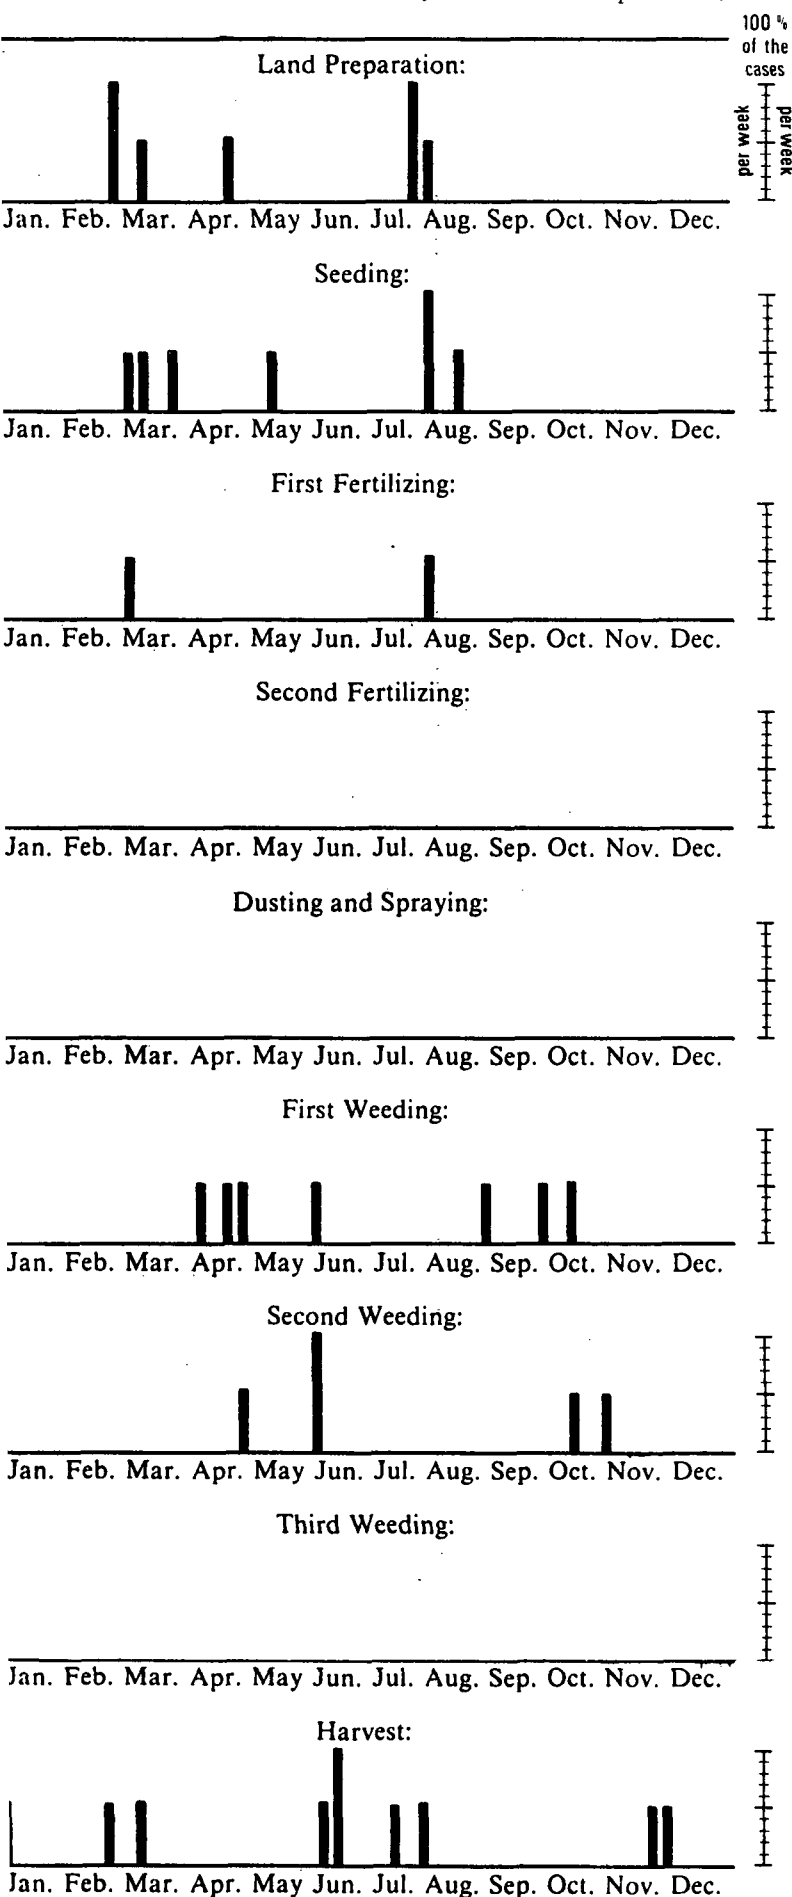 100 %
of the
cases
per week
per week
Land Preparation:
Jan. Feb. Mar. Apr. May Jun. Jul. Aug. Sep. Oct. Nov. Dec.
Seeding:
Jan. Feb. Mar. Apr. May Jun. Jul. Aug. Sep. Oct. Nov. Dec.
First Fertilizing:
Jan. Feb. Mar. Apr. May Jun. Jul. Aug. Sep. Oct. Nov. Dec.
Second Fertilizing:
Jan. Feb. Mar. Apr. May Jun. Jul. Aug. Sep. Oct. Nov. Dec.
Dusting and Spraying:
Jan. Feb. Mar. Apr. May Jun. Jul. Aug. Sep. Oct. Nov. Dec.
First Weeding:
Jan. Feb. Mar. Apr. May Jun. Jul. Aug. Sep. Oct. Nov. Dec.
Second Weeding:
Jan. Feb. Mar. Apr. May Jun. Jul. Aug. Sep. Oct. Nov. Dec.
Third Weeding:
Jan. Feb. Mar. Apr. May Jun. Jul. Aug. Sep. Oct. Nov. Dec.
Harvest:
Jan. Feb. Mar. Apr. May Jun. Jul. Aug. Sep. Oct. Nov. Dec.